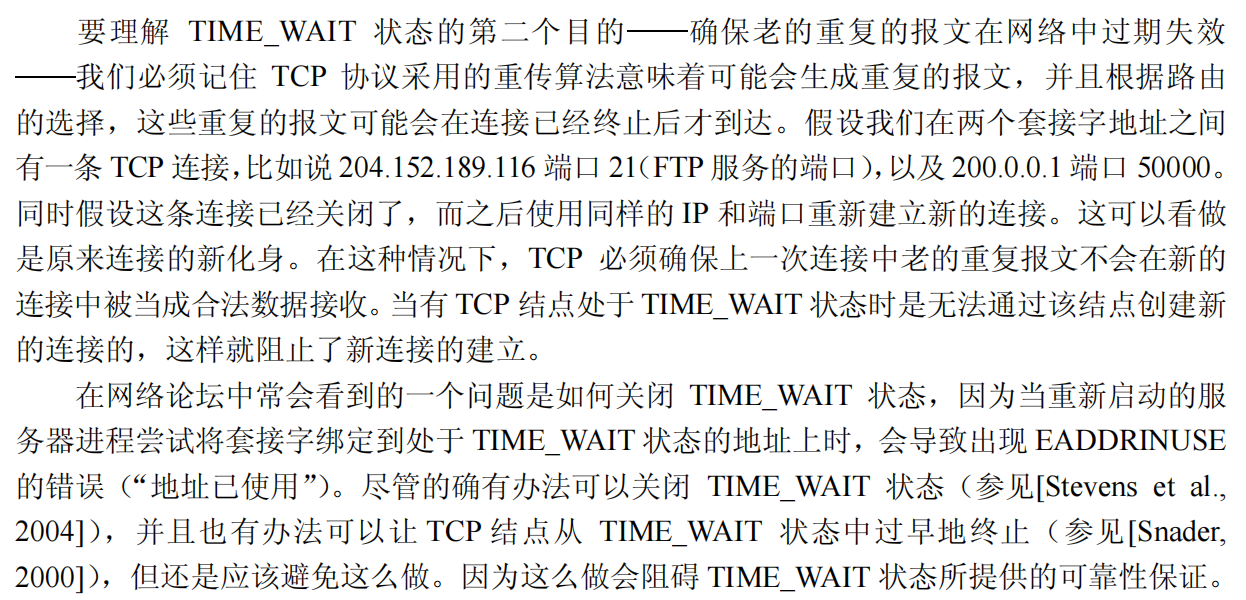 要理解 TIME_WAIT 状态的第二个目的——确保老的重复的报文在网络中过期失效
——我们必须记住 TCP 协议采用的重传算法意味着可能会生成重复的报文，并且根据路由
的选择，这些重复的报文可能会在连接已经终止后才到达。假设我们在两个套接字地址之间
有一条 TCP 连接，比如说 204.152.189.116 端口 21（FTP 服务的端口），以及 200.0.0.1 端口 50000。
同时假设这条连接已经关闭了，而之后使用同样的 IP 和端口重新建立新的连接。这可以看做
是原来连接的新化身。在这种情况下，TCP 必须确保上一次连接中老的重复报文不会在新的
连接中被当成合法数据接收。当有 TCP 结点处于 TIME_WAIT 状态时是无法通过该结点创建新
的连接的，这样就阻止了新连接的建立。
在网络论坛中常会看到的一个问题是如何关闭 TIME_WAIT 状态，因为当重新启动的服
务器进程尝试将套接字绑定到处于 TIME_WAIT 状态的地址上时，会导致出现 EADDRINUSE
的错误（“地址已使用”）。尽管的确有办法可以关闭 TIME_WAIT 状态（参见[Stevens et al.,
2004]），并且也有办法可以让 TCP 结点从 TIME_WAIT 状态中过早地终止（参见[Snader,
2000]），但还是应该避免这么做。因为这么做会阻碍 TIME_WAIT 状态所提供的可靠性保证。